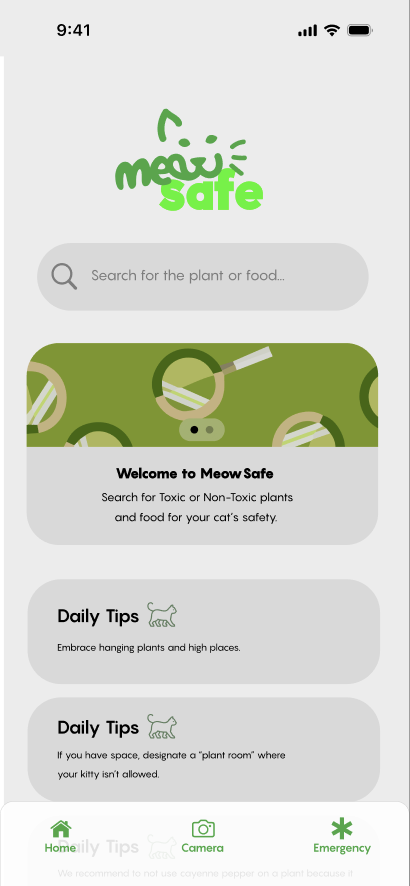 9:41
meow
safe
Search for the plant or food...
Welcome to MeowSafe
Search for Toxic or Non-Toxic plants
and food for your cat's safety.
Daily Tips
Embrace hanging plants and high places.
Daily Tips
If you have space, designate a "plant room" where
your kitty isn't allowed.
Daily Tips
We recommend to not use cayenne pepper on a plant because it
Home
Camera
Emergency